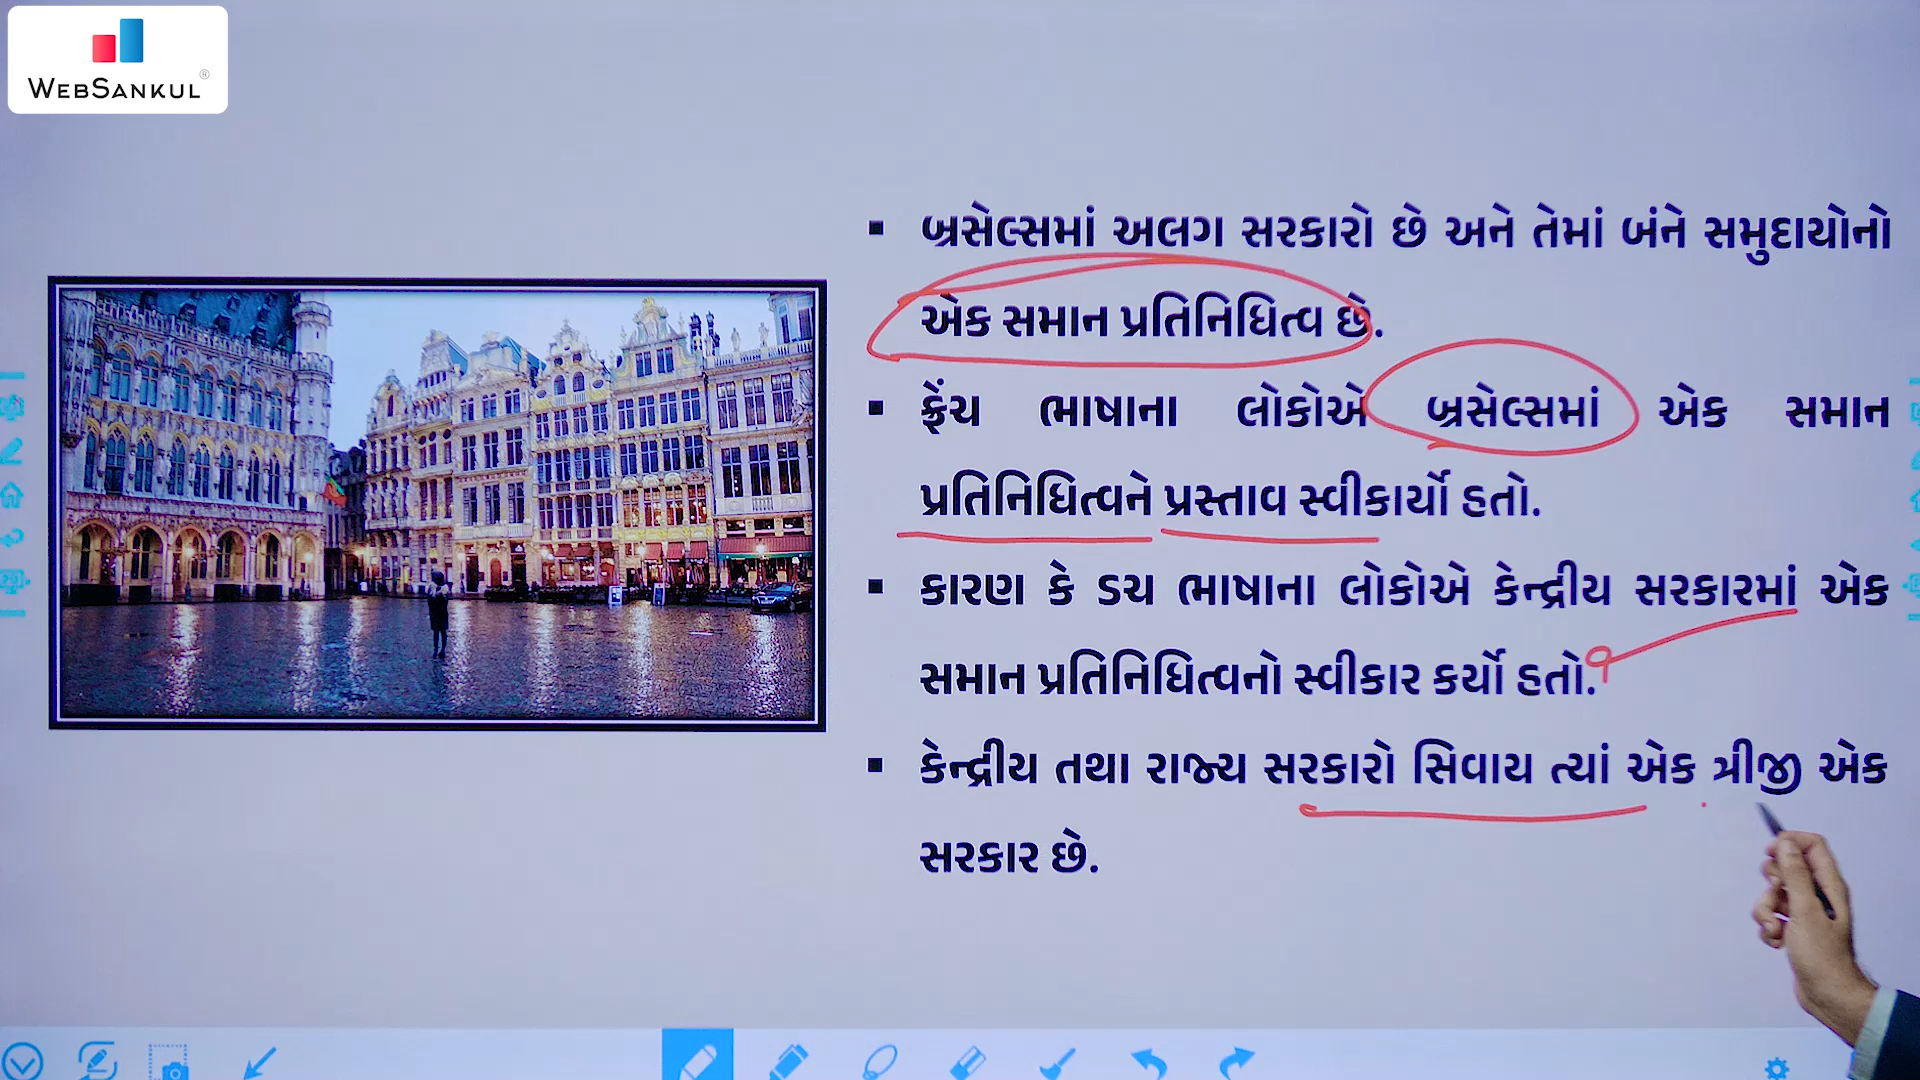 WEBSANKUL®
▪ બ્રસેલ્સમાં અલગ સરકારો છે અને તેમાં બંને સમુદાયોનો
એક સમાન પ્રતિનિધિત્વ છે.
▪ ફ્રેંચ ભાષાના લોકોએ બ્રસેલ્સમાં એક સમાન
પ્રતિનિધિત્વને પ્રસ્તાવ સ્વીકાર્યો હતો.
▪ કારણ કે ડચ ભાષાના લોકોએ કેન્દ્રીય સરકારમાં એક
સમાન પ્રતિનિધિત્વનો સ્વીકાર કર્યો હતો.
▪ કેન્દ્રીય તથા રાજ્ય સરકારો સિવાય ત્યાં એક ત્રીજી એક
સરકાર છે.